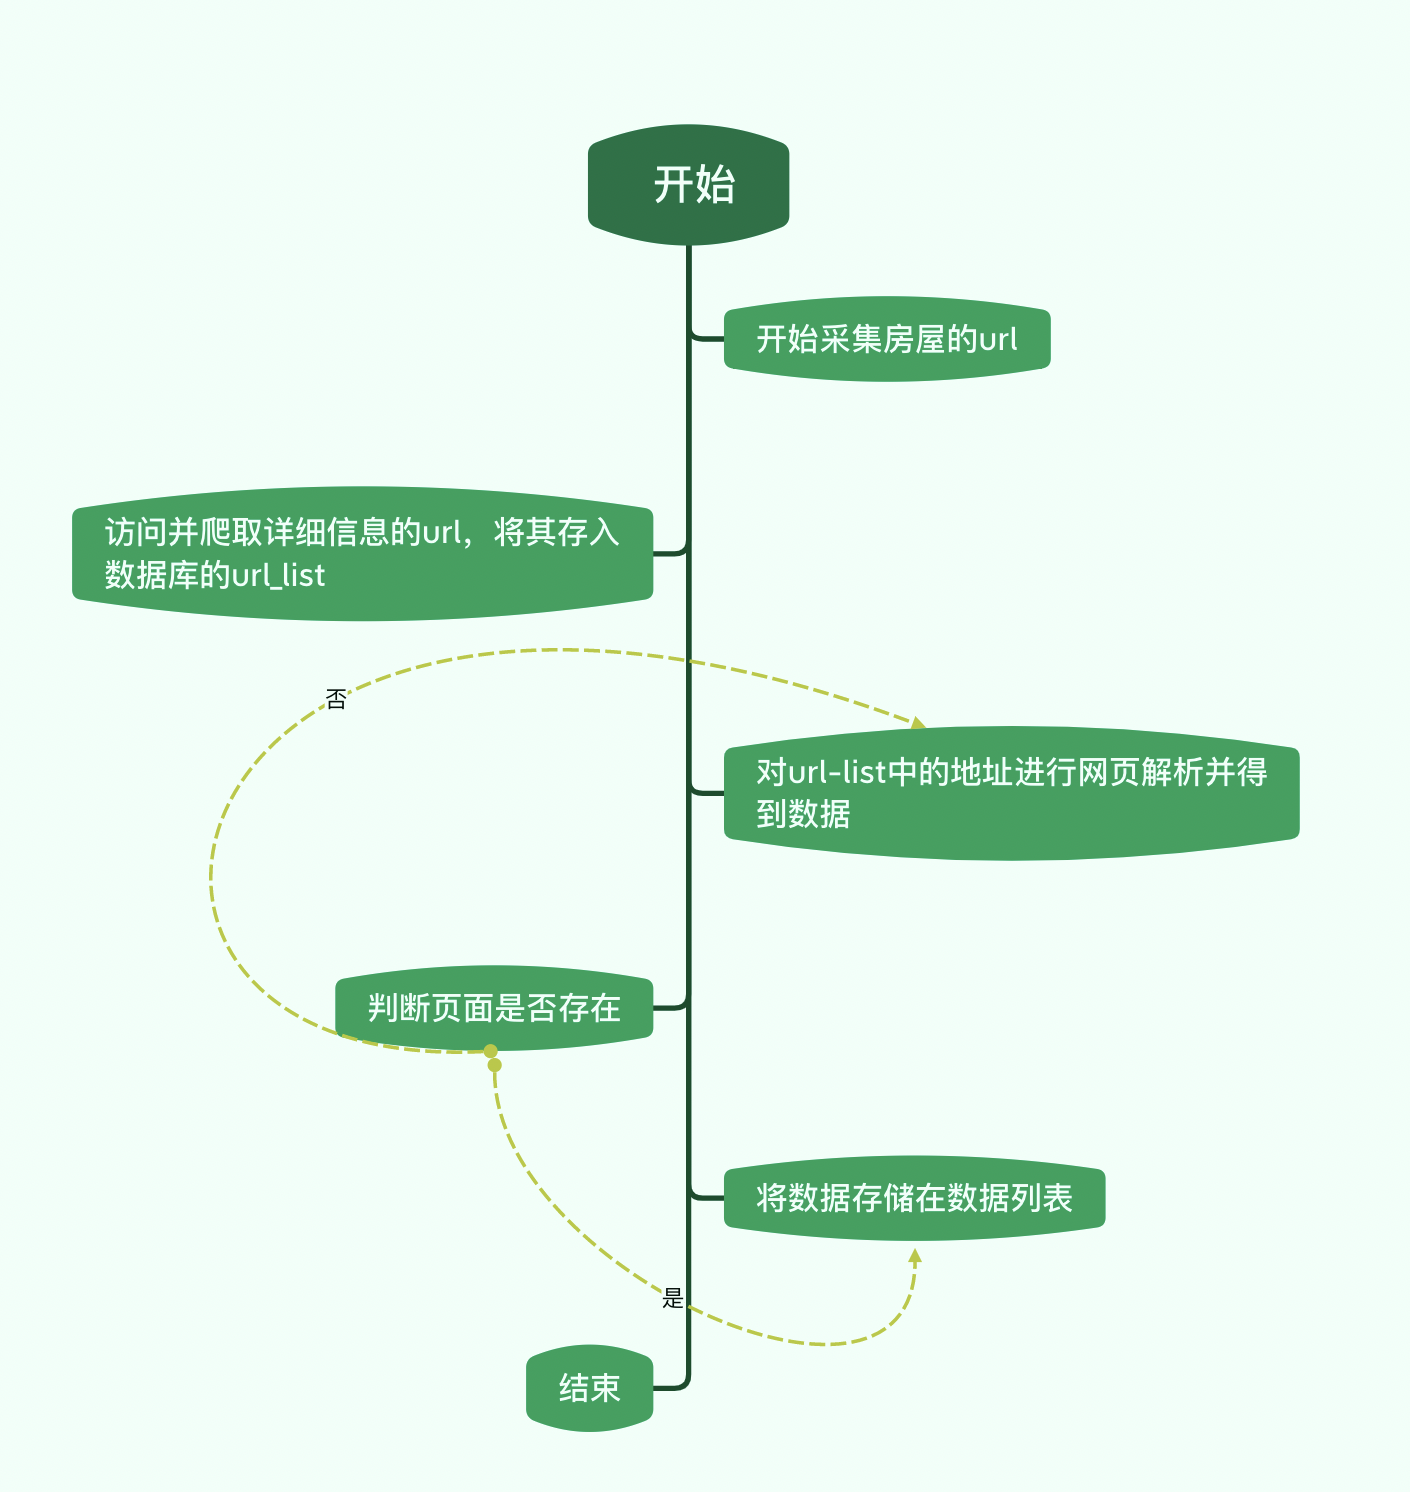 开始
开始采集房屋的url
访问并爬取详细信息的url，将其存入
数据库的url_list
否
对url-list中的地址进行网页解析并得
到数据
判断页面是否存在
将数据存储在数据列表
是
结束